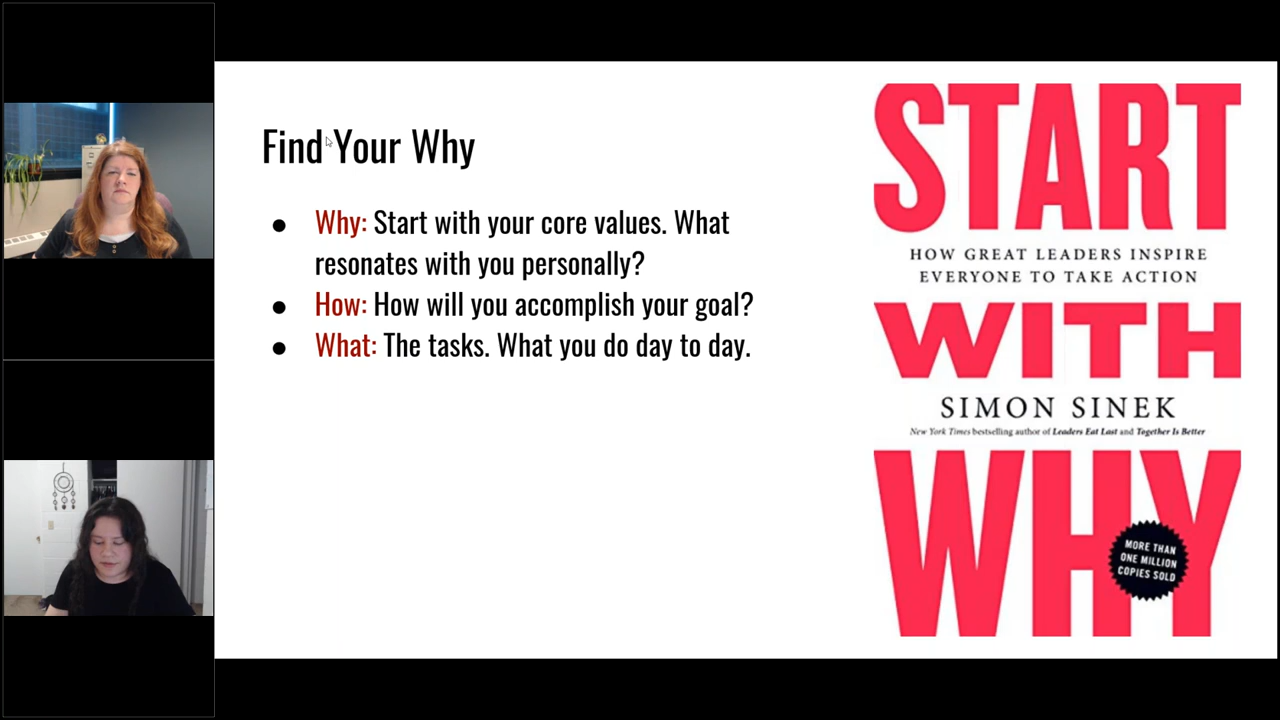 Find Your Why
● Why: Start with your core values. What
resonates with you personally?
● How: How will you accomplish your goal?
● What: The tasks. What you do day to day.
START
HOW GREAT LEADERS INSPIRE
EVERYONE TO TAKE ACTION
WITH
SIMON SINEK
New York Times bestselling author of Leaders Eat Last and Together Is Better
WHY
MORE THAN
ONE MILLION
COPIES SOLD